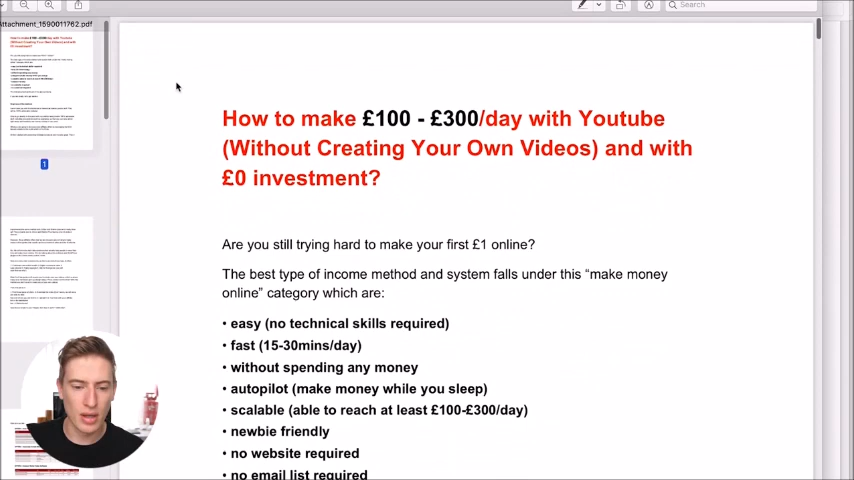 Search
Attachment_1590011762.pdf
How to make £100 - £300/day with Youtube
(Without Creating Your Own Videos) and with
£0 investment?
1
Are you still trying hard to make your first £1 online?
The best type of income method and system falls under this “make money
online” category which are:
• easy (no technical skills required)
• fast (15-30mins/day)
• without spending any money
• autopilot (make money while you sleep)
• scalable (able to reach at least £100-£300/day)
• newbie friendly
• no website required
• no email list required